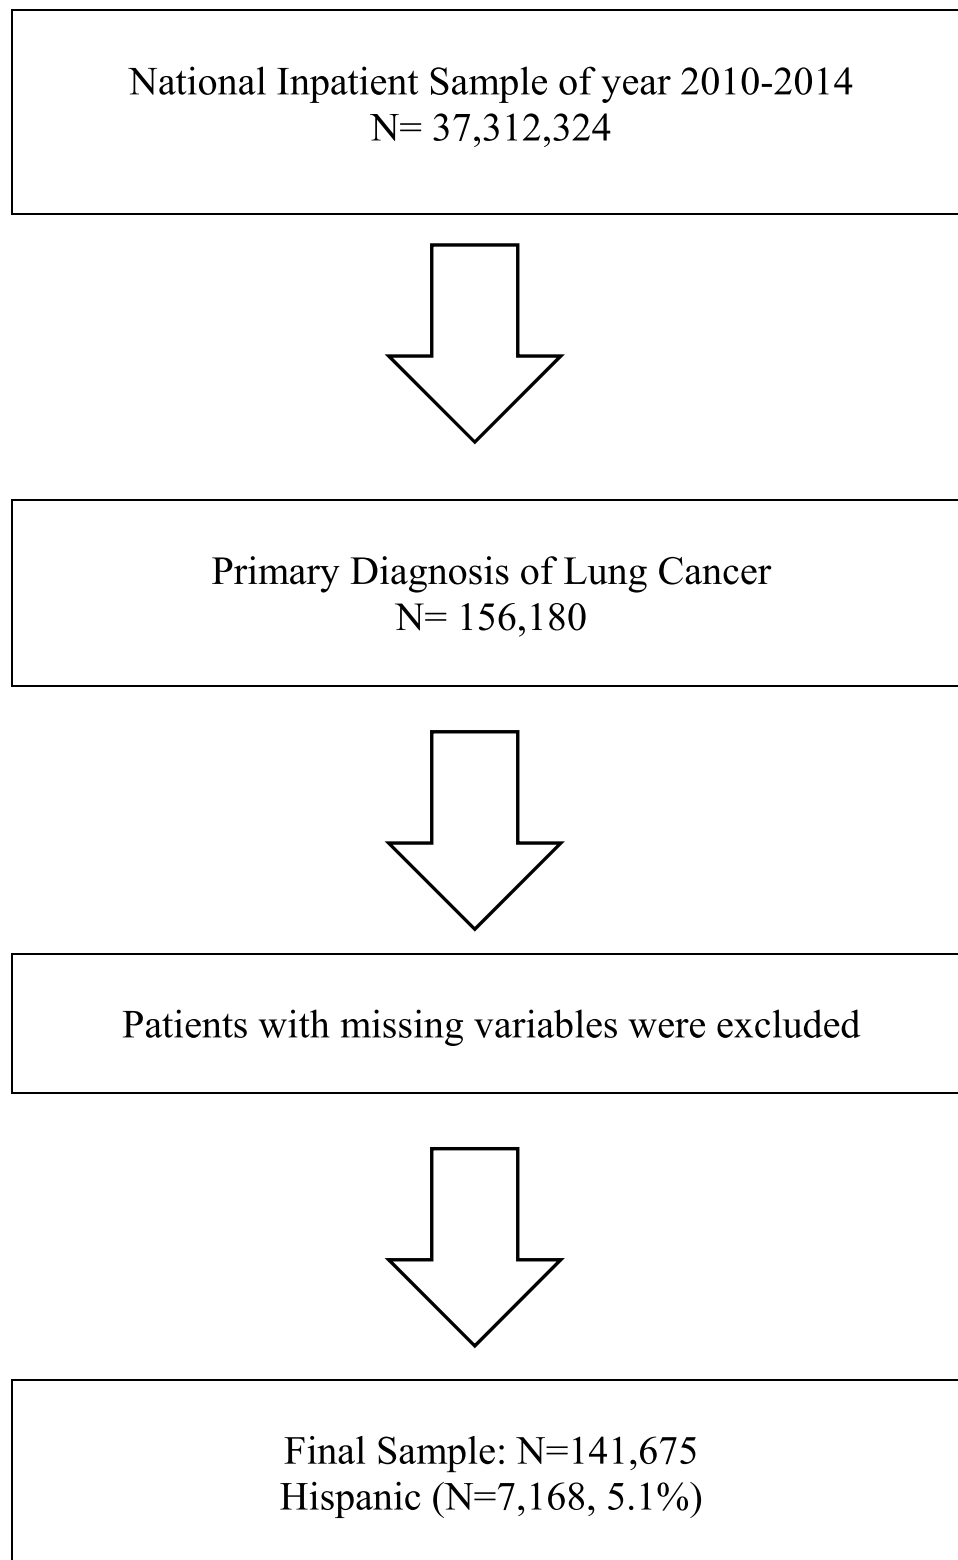 National Inpatient Sample of year 2010-2014
N= 37,312,324
Primary Diagnosis of Lung Cancer
N= 156,180
Patients with missing variables were excluded
Final Sample: N=141,675
Hispanic (N=7,168, 5.1%)